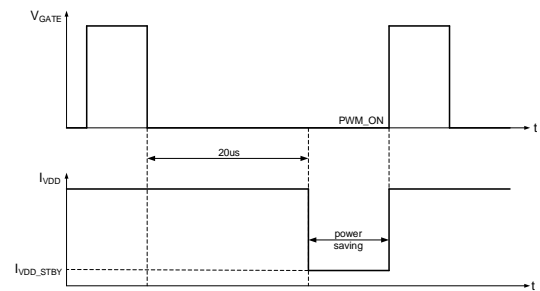 VGATE
PWM_ON
t
20us
IVDD
power
saving
IVDD_STBY
t